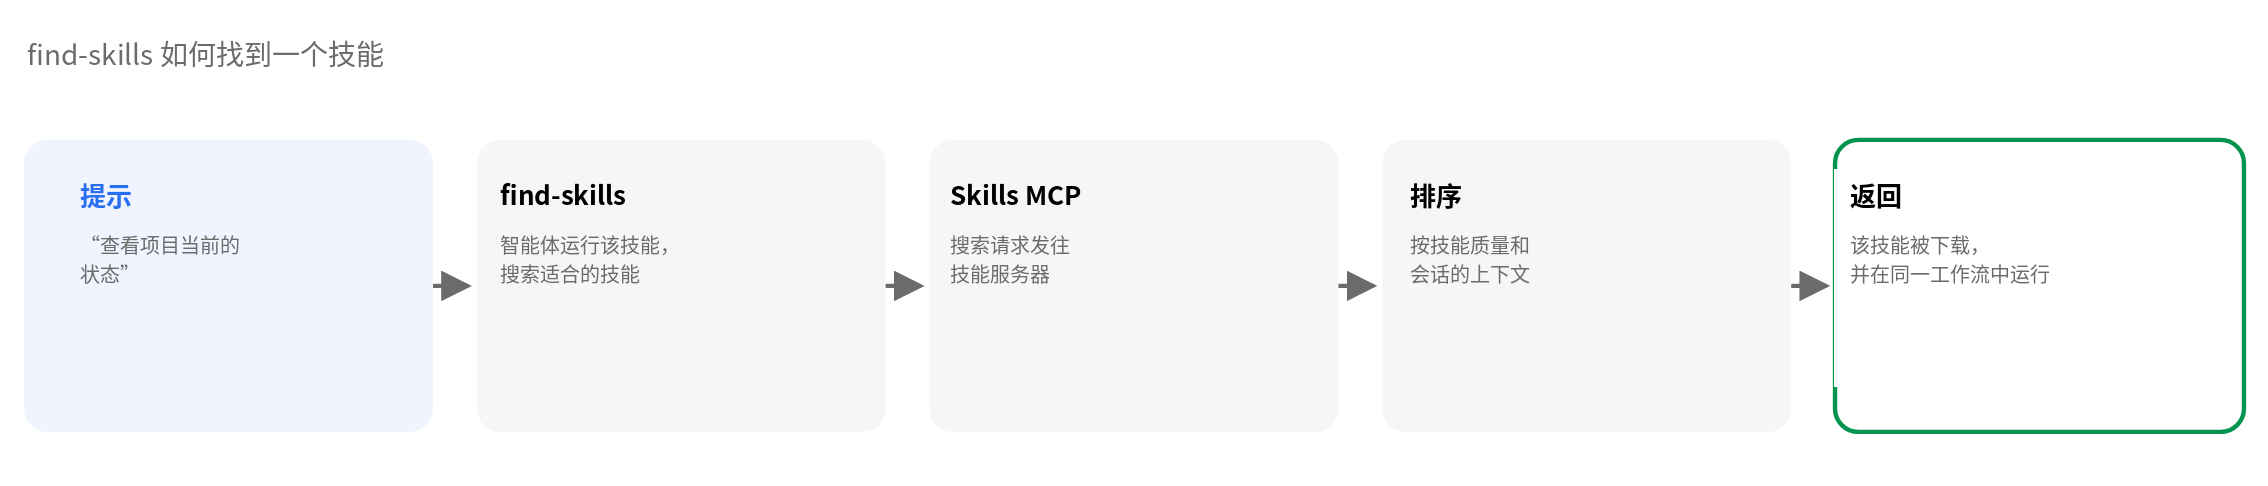 find-skills 如何找到一个技能
提示
“查看项目当前的
状态”
find-skills
智能体运行该技能，
搜索适合的技能
Skills MCP
搜索请求发往
技能服务器
排序
按技能质量和
会话的上下文
返回
该技能被下载，
并在同一工作流中运行